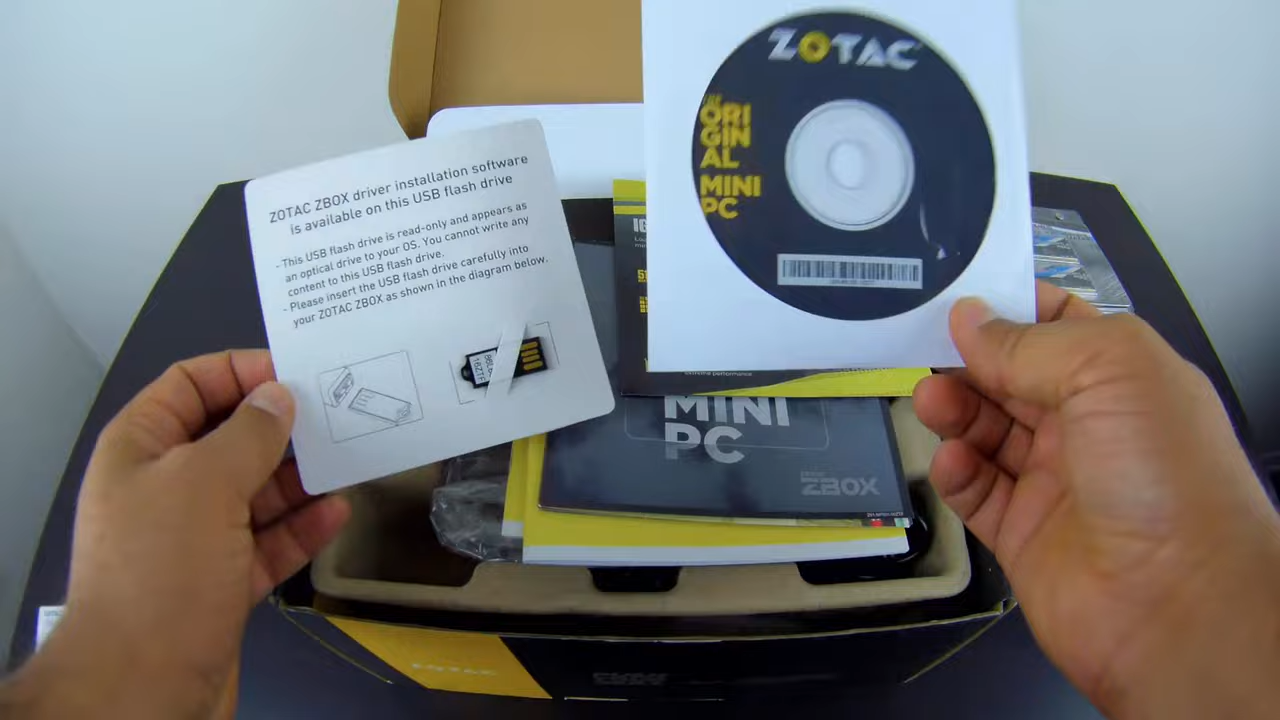 ZOTAC ZBOX driver installation software
is available on this USB flash drive
- This USB flash drive is read-only and appears as
an optical drive to your OS. You cannot write any
content to this USB flash drive.
- Please insert the USB flash drive carefully into
your ZOTAC ZBOX as shown in the diagram below.
ZOTAC
ORI
GIN
AL
MINI
PC
MINI
PC
ZBOX
ZOTAC